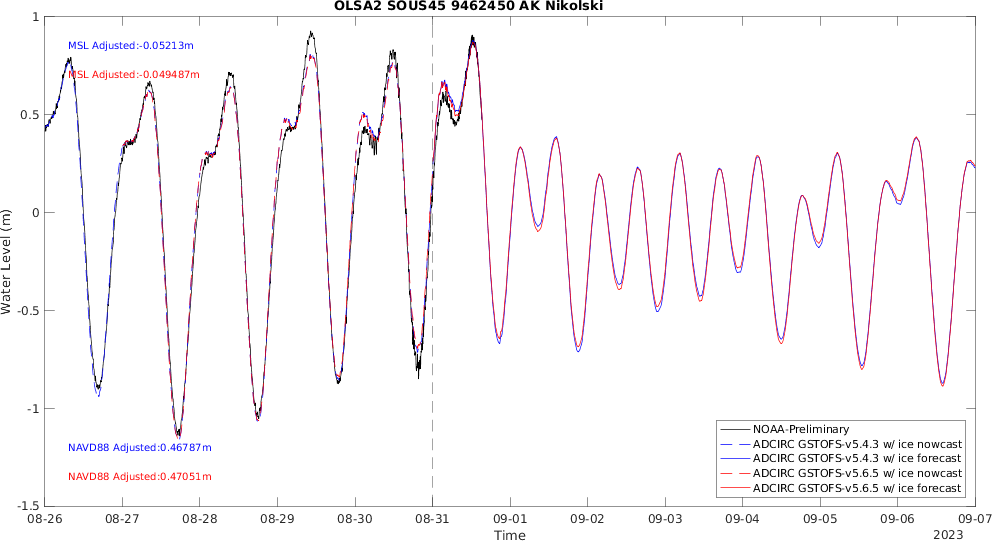 OLSA2 SOUS45 9462450 AK Nikolski
MSL Adjusted:-0.05213m
MSL Adjusted:-0.049487m
NAVD88 Adjusted:0.46787m
NAVD88 Adjusted:0.47051m
Water Level (m)
1
0.5
0
-0.5
-1
-1.5
NOAA-Preliminary
ADCIRC GSTOFS-v5.4.3 w/ ice nowcast
ADCIRC GSTOFS-v5.4.3 w/ ice forecast
ADCIRC GSTOFS-v5.6.5 w/ ice nowcast
ADCIRC GSTOFS-v5.6.5 w/ ice forecast
08-26 08-27 08-28 08-29 08-30 08-31 09-01 09-02 09-03 09-04 09-05 09-06 09-07
Time
2023